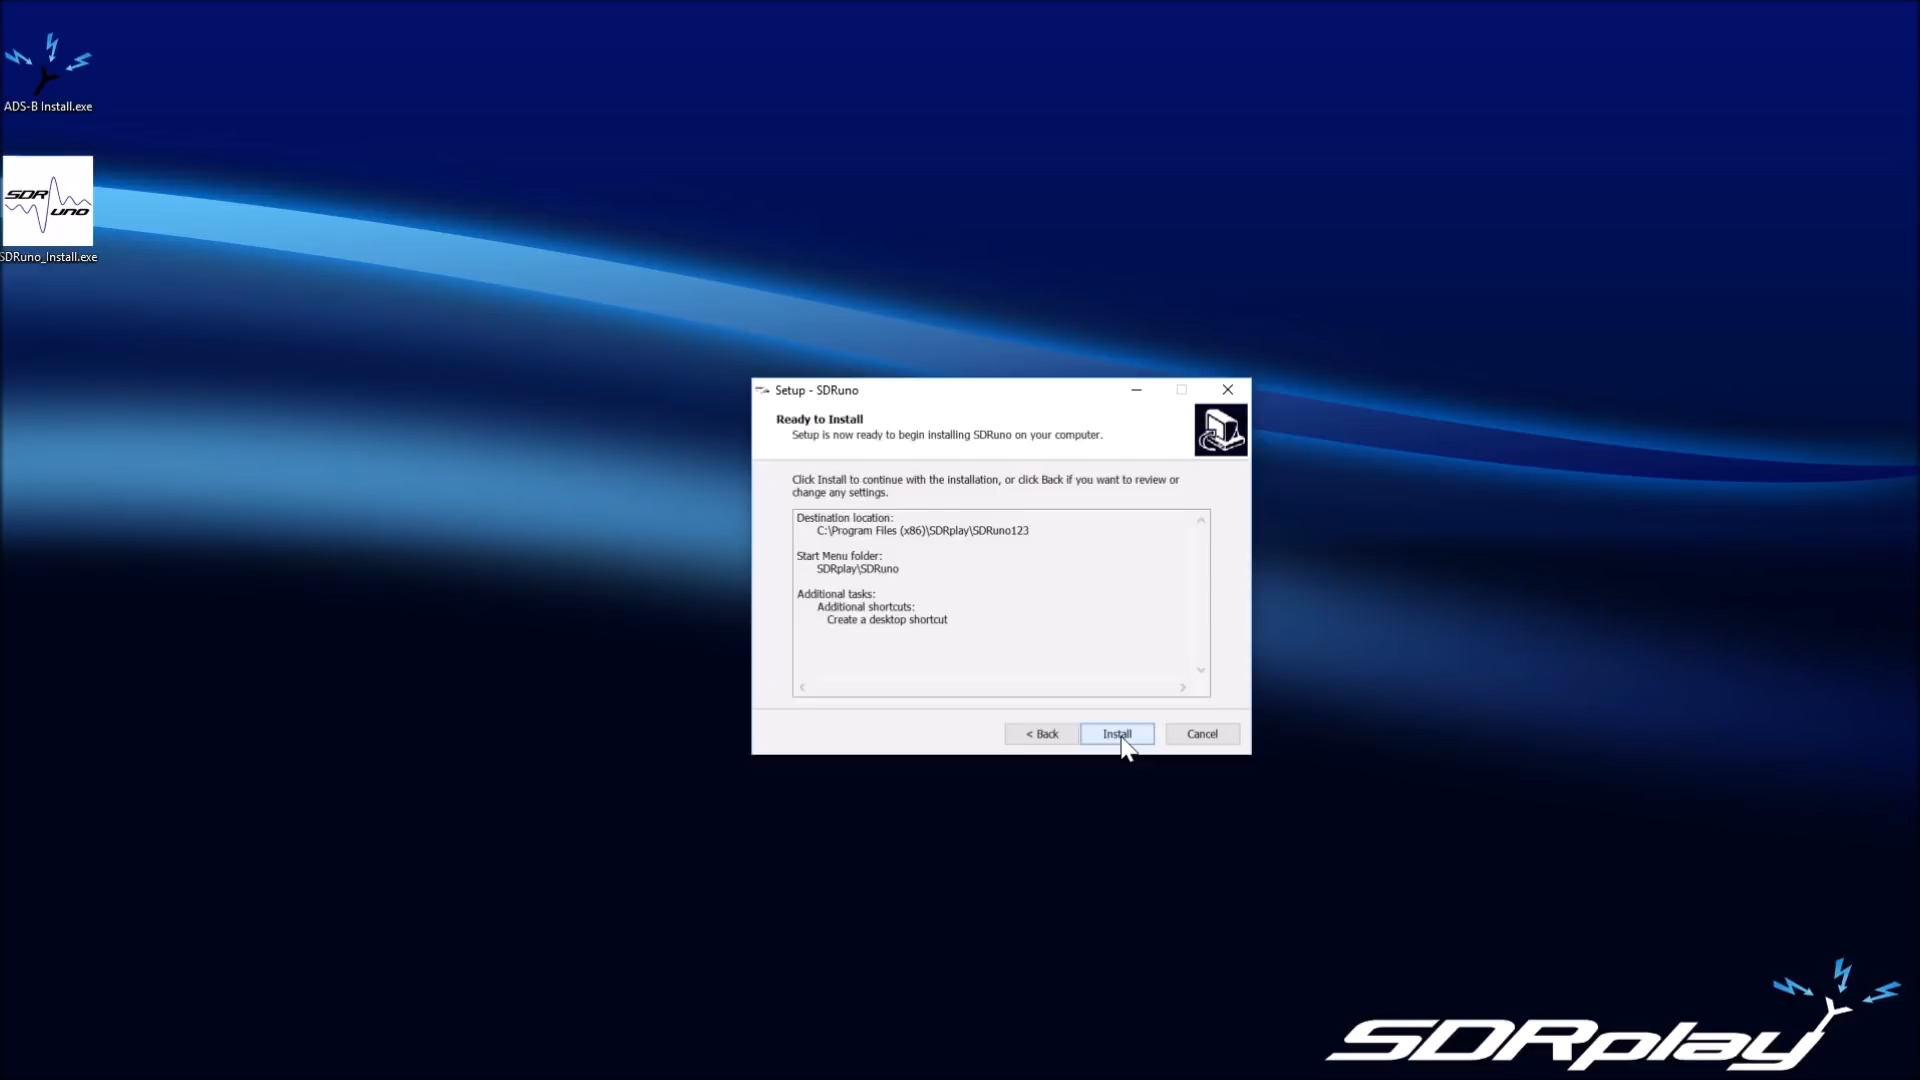 ADS-B Install.exe
SDR
uno
SDRuno_Install.exe
Setup - SDRuno
Ready to Install
Setup is now ready to begin installing SDRuno on your computer.
Click Install to continue with the installation, or click Back if you want to review or
change any settings.
Destination location:
C:\Program Files (x86)\SDRplay\SDRuno123
Start Menu folder:
SDRplay\SDRuno
Additional tasks:
Additional shortcuts:
Create a desktop shortcut
< Back
Install
Cancel
SDRplay